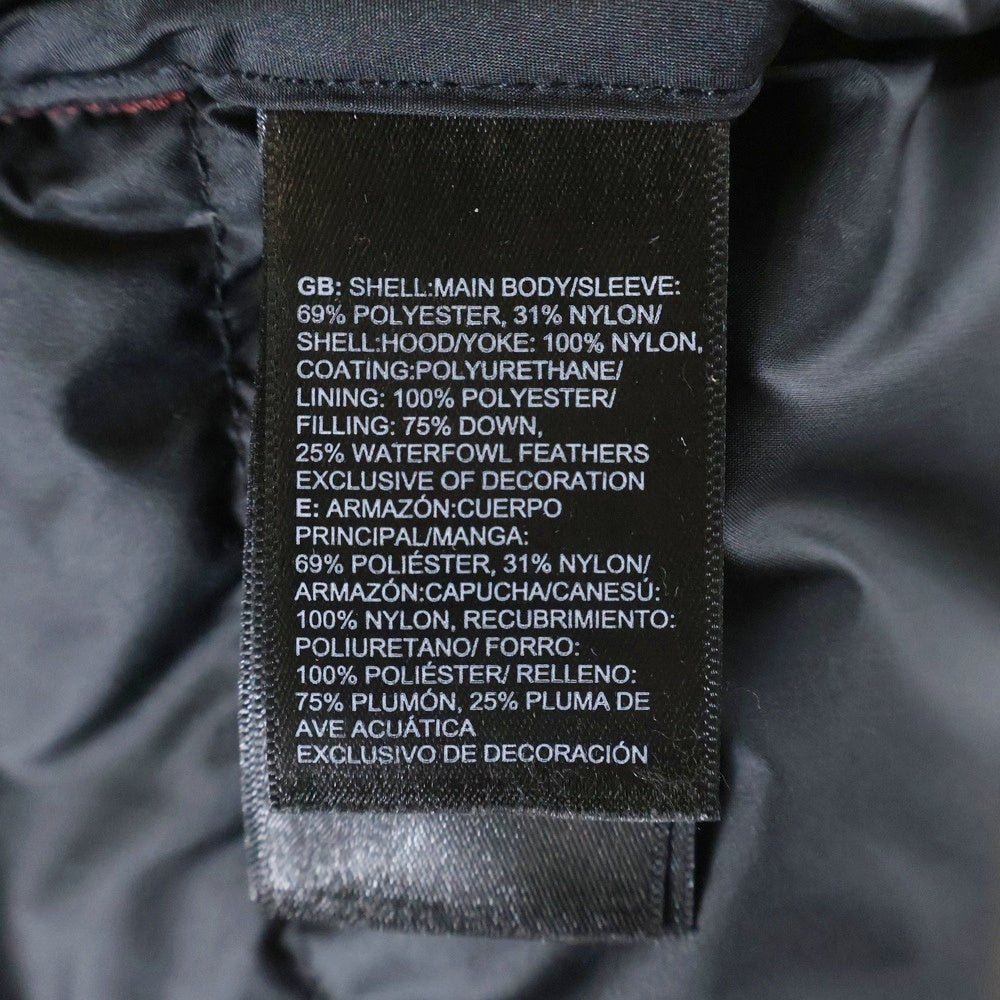 GB: SHELL:MAIN BODY/SLEEVE:
69% POLYESTER, 31% NYLON/
SHELL:HOOD/YOKE: 100% NYLON,
COATING:POLYURETHANE/
LINING: 100% POLYESTER/
FILLING: 75% DOWN,
25% WATERFOWL FEATHERS
EXCLUSIVE OF DECORATION
E: ARMAZÓN:CUERPO
PRINCIPAL/MANGA:
69% POLIÉSTER, 31% NYLON/
ARMAZÓN:CAPUCHA/CANESÚ:
100% NYLON, RECUBRIMIENTO:
POLIURETANO/ FORRO:
100% POLIÉSTER/ RELLENO:
75% PLUMÓN, 25% PLUMA DE
AVE ACUÁTICA
EXCLUSIVO DE DECORACIÓN